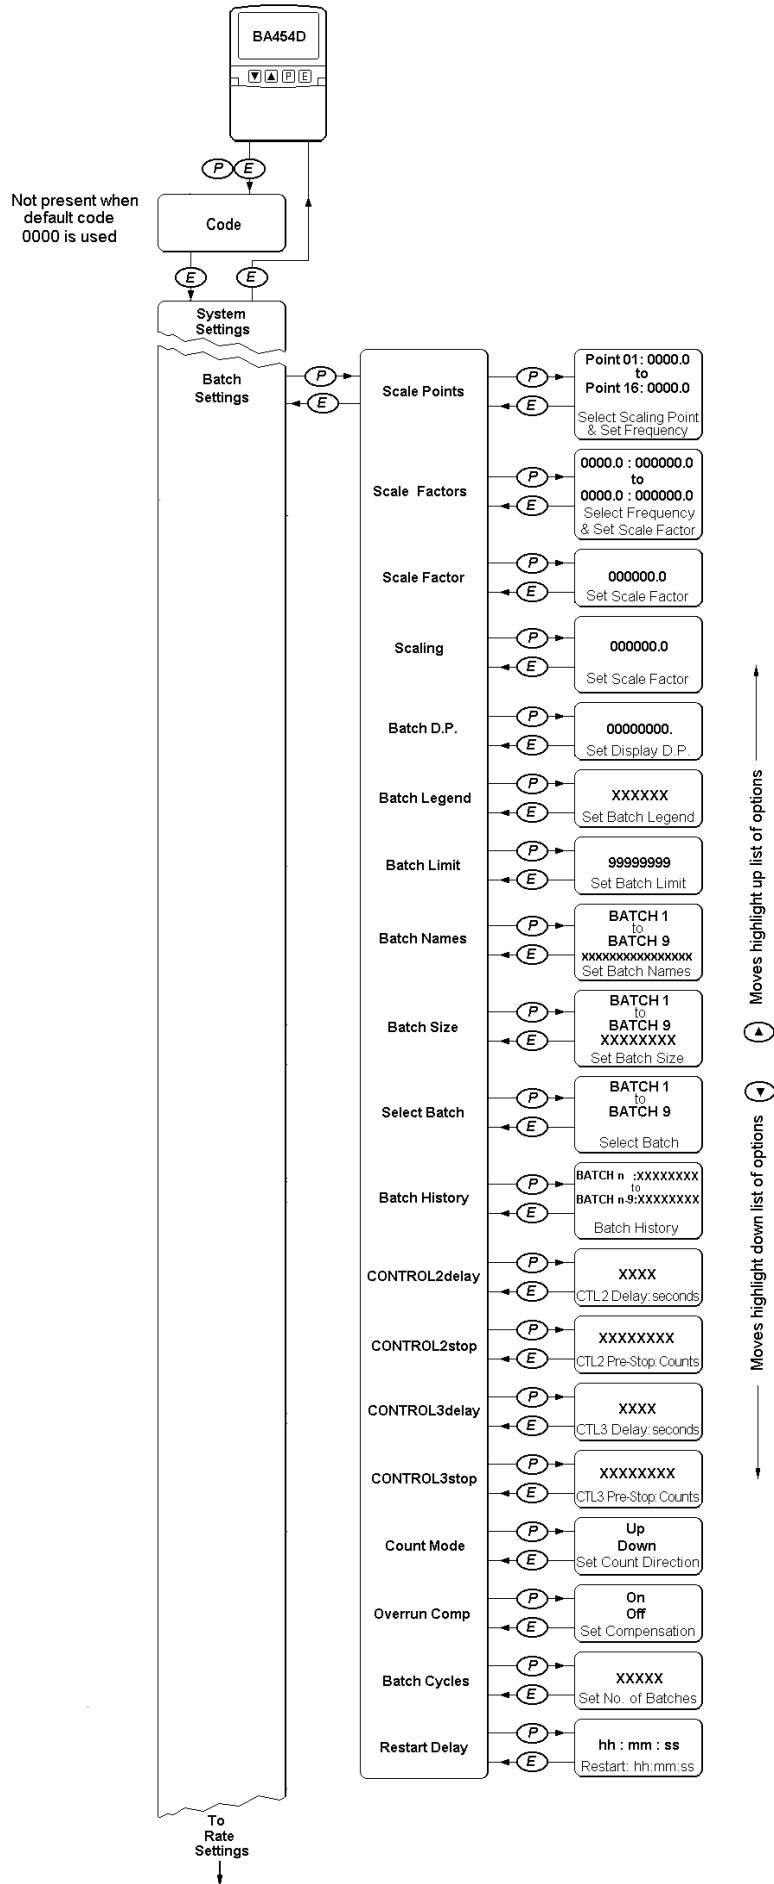 BA454D
P E
P E
Not present when
default code
0000 is used
Code
E E
System
Settings
Batch
Settings
P
E
Scale Points
P
E
Point 01: 0000.0
to
Point 16: 0000.0
Select Scaling Point
& Set Frequency
Scale Factors
P
E
0000.0 : 000000.0
to
0000.0 : 000000.0
Select Frequency
& Set Scale Factor
Scale Factor
P
E
000000.0
Set Scale Factor
Scaling
P
E
000000.0
Set Scale Factor
Batch D.P.
P
E
00000000.
Set Display D.P.
Batch Legend
P
E
XXXXXX
Set Batch Legend
Batch Limit
P
E
99999999
Set Batch Limit
Batch Names
P
E
BATCH 1
to
BATCH 9
XXXXXXXXXXXXXXXX
Set Batch Names
Batch Size
P
E
BATCH 1
to
BATCH 9
XXXXXXXX
Set Batch Size
Select Batch
P
E
BATCH 1
to
BATCH 9
Select Batch
Batch History
P
E
BATCH n :XXXXXXXX
to
BATCH n-9:XXXXXXXX
Batch History
CONTROL2delay
P
E
XXXX
CTL2 Delay: seconds
CONTROL2stop
P
E
XXXXXXXX
CTL2 Pre-Stop: Counts
CONTROL3delay
P
E
XXXX
CTL3 Delay: seconds
CONTROL3stop
P
E
XXXXXXXX
CTL3 Pre-Stop: Counts
Count Mode
P
E
Up
Down
Set Count Direction
Overrun Comp
P
E
On
Off
Set Compensation
Batch Cycles
P
E
XXXXX
Set No. of Batches
Restart Delay
P
E
hh : mm : ss
Restart: hh:mm:ss
Moves highlight up list of options
Moves highlight down list of options
To
Rate
Settings